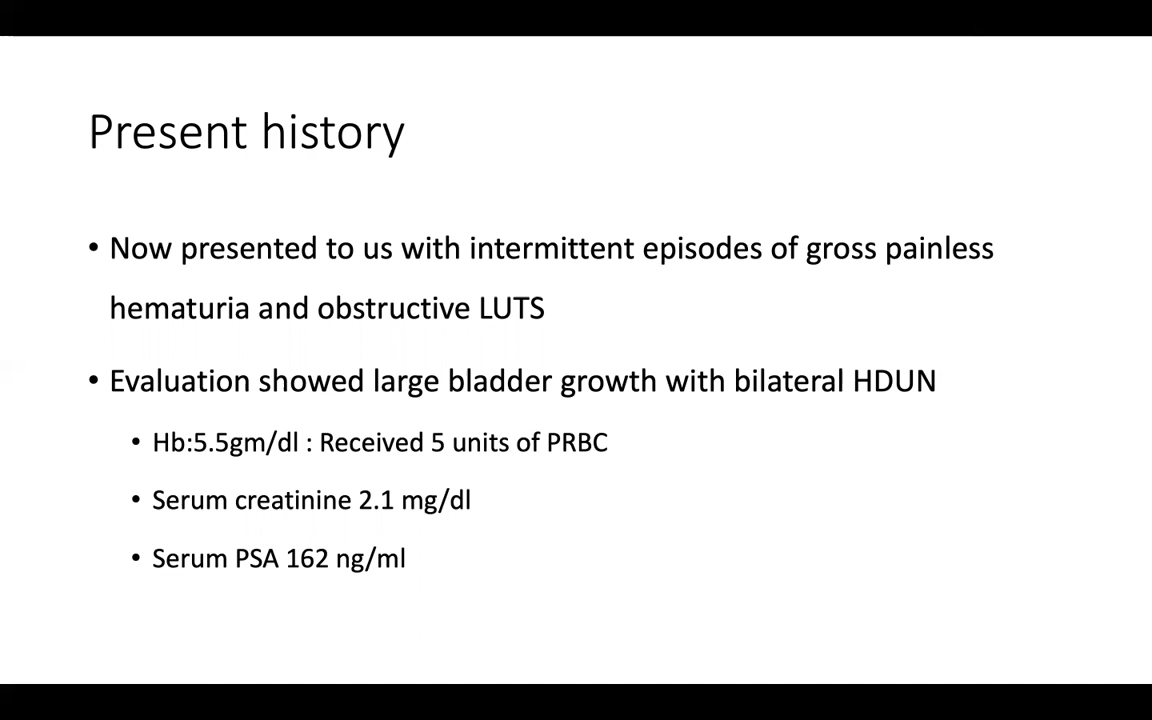 Present history
• Now presented to us with intermittent episodes of gross painless
hematuria and obstructive LUTS
• Evaluation showed large bladder growth with bilateral HDUN
• Hb:5.5gm/dl : Received 5 units of PRBC
• Serum creatinine 2.1 mg/dl
• Serum PSA 162 ng/ml